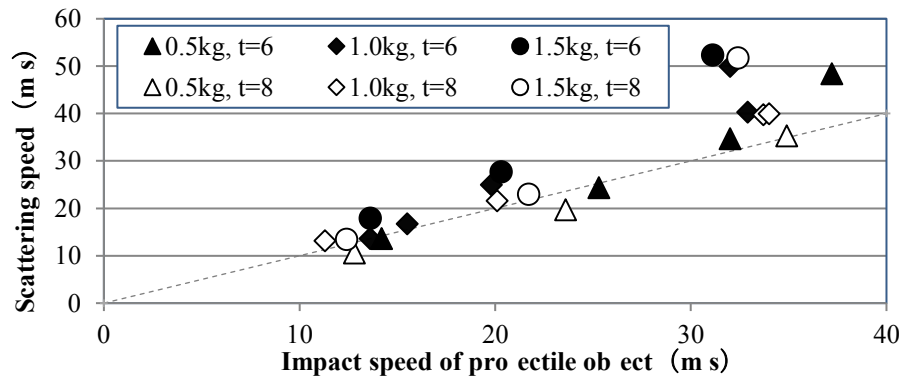 60
50
40
30
20
10
0
Scattering speed （m s）
0.5kg, t=6 1.0kg, t=6 1.5kg, t=6
0.5kg, t=8 1.0kg, t=8 1.5kg, t=8
0 10 20 30 40
Impact speed of pro ectile ob ect （m s）